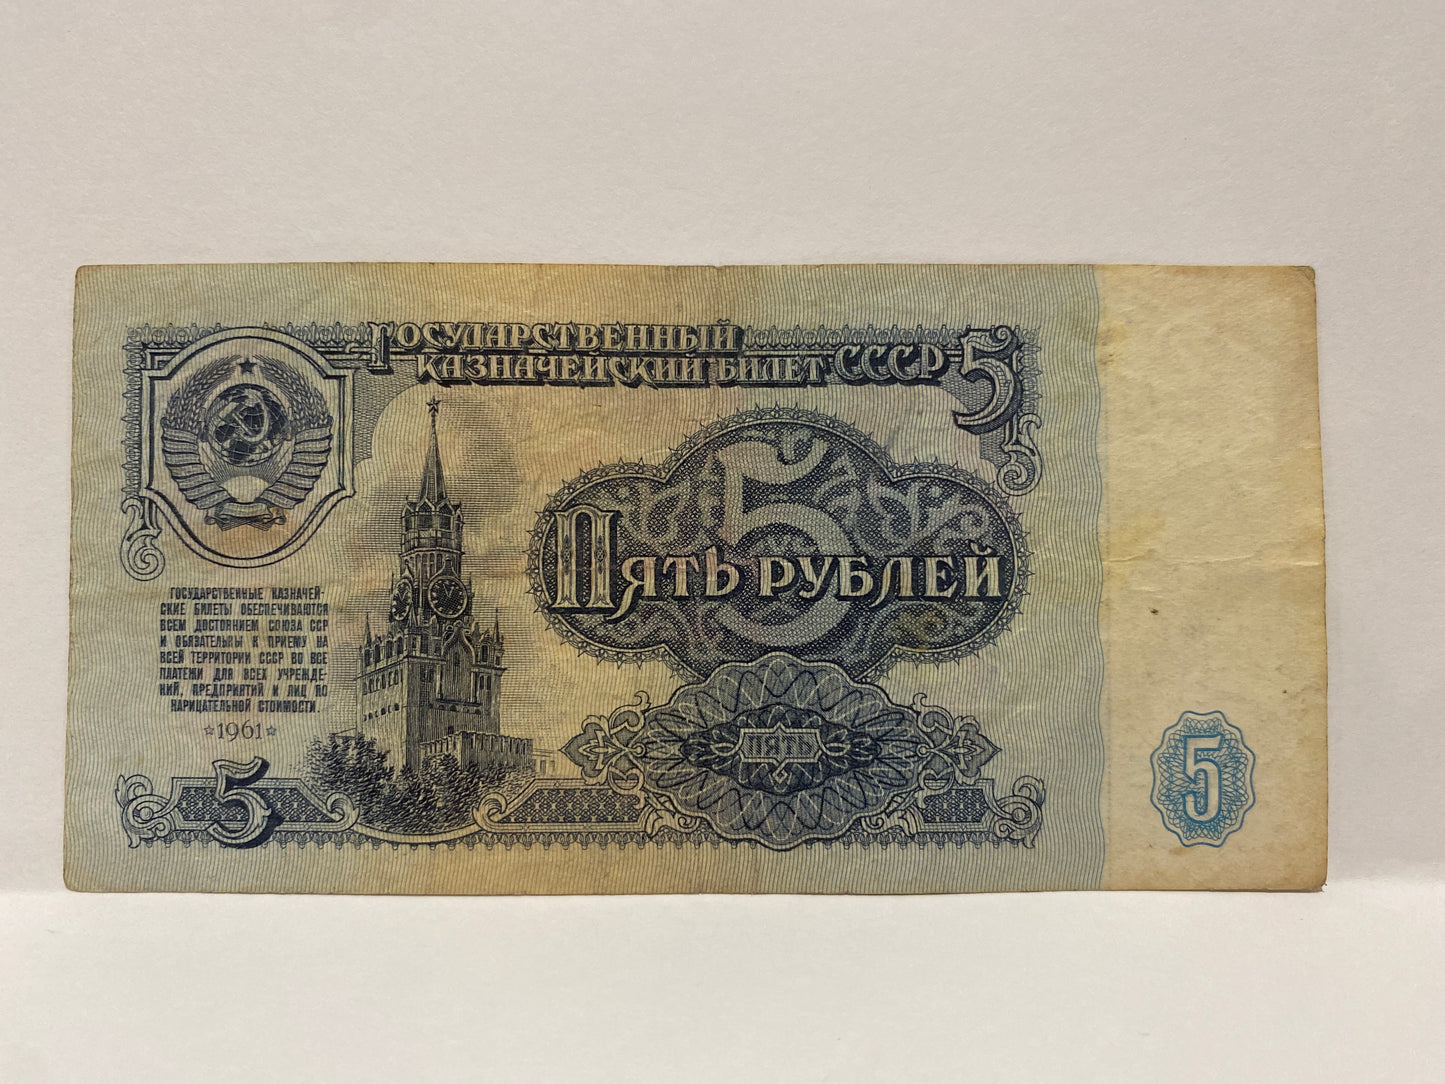 ГОСУДАРСТВЕННЫЙ
КАЗНАЧЕЙСКИЙ БИЛЕТ СССР 5
5
ПЯТЬ РУБЛЕЙ
ГОСУДАРСТВЕННЫЕ КАЗНАЧЕЙ-
СКИЕ БИЛЕТЫ ОБЕСПЕЧИВАЮТСЯ
ВСЕМ ДОСТОЯНИЕМ СОЮЗА ССР
И ОБЯЗАТЕЛЬНЫ К ПРИЕМУ НА
ВСЕЙ ТЕРРИТОРИИ СССР ВО ВСЕ
ПЛАТЕЖИ ДЛЯ ВСЕХ УЧРЕЖДЕ-
НИЙ, ПРЕДПРИЯТИЙ И ЛИЦ ПО
НАРИЦАТЕЛЬНОЙ СТОИМОСТИ.
☆1961☆
ПЯТЬ
5
5